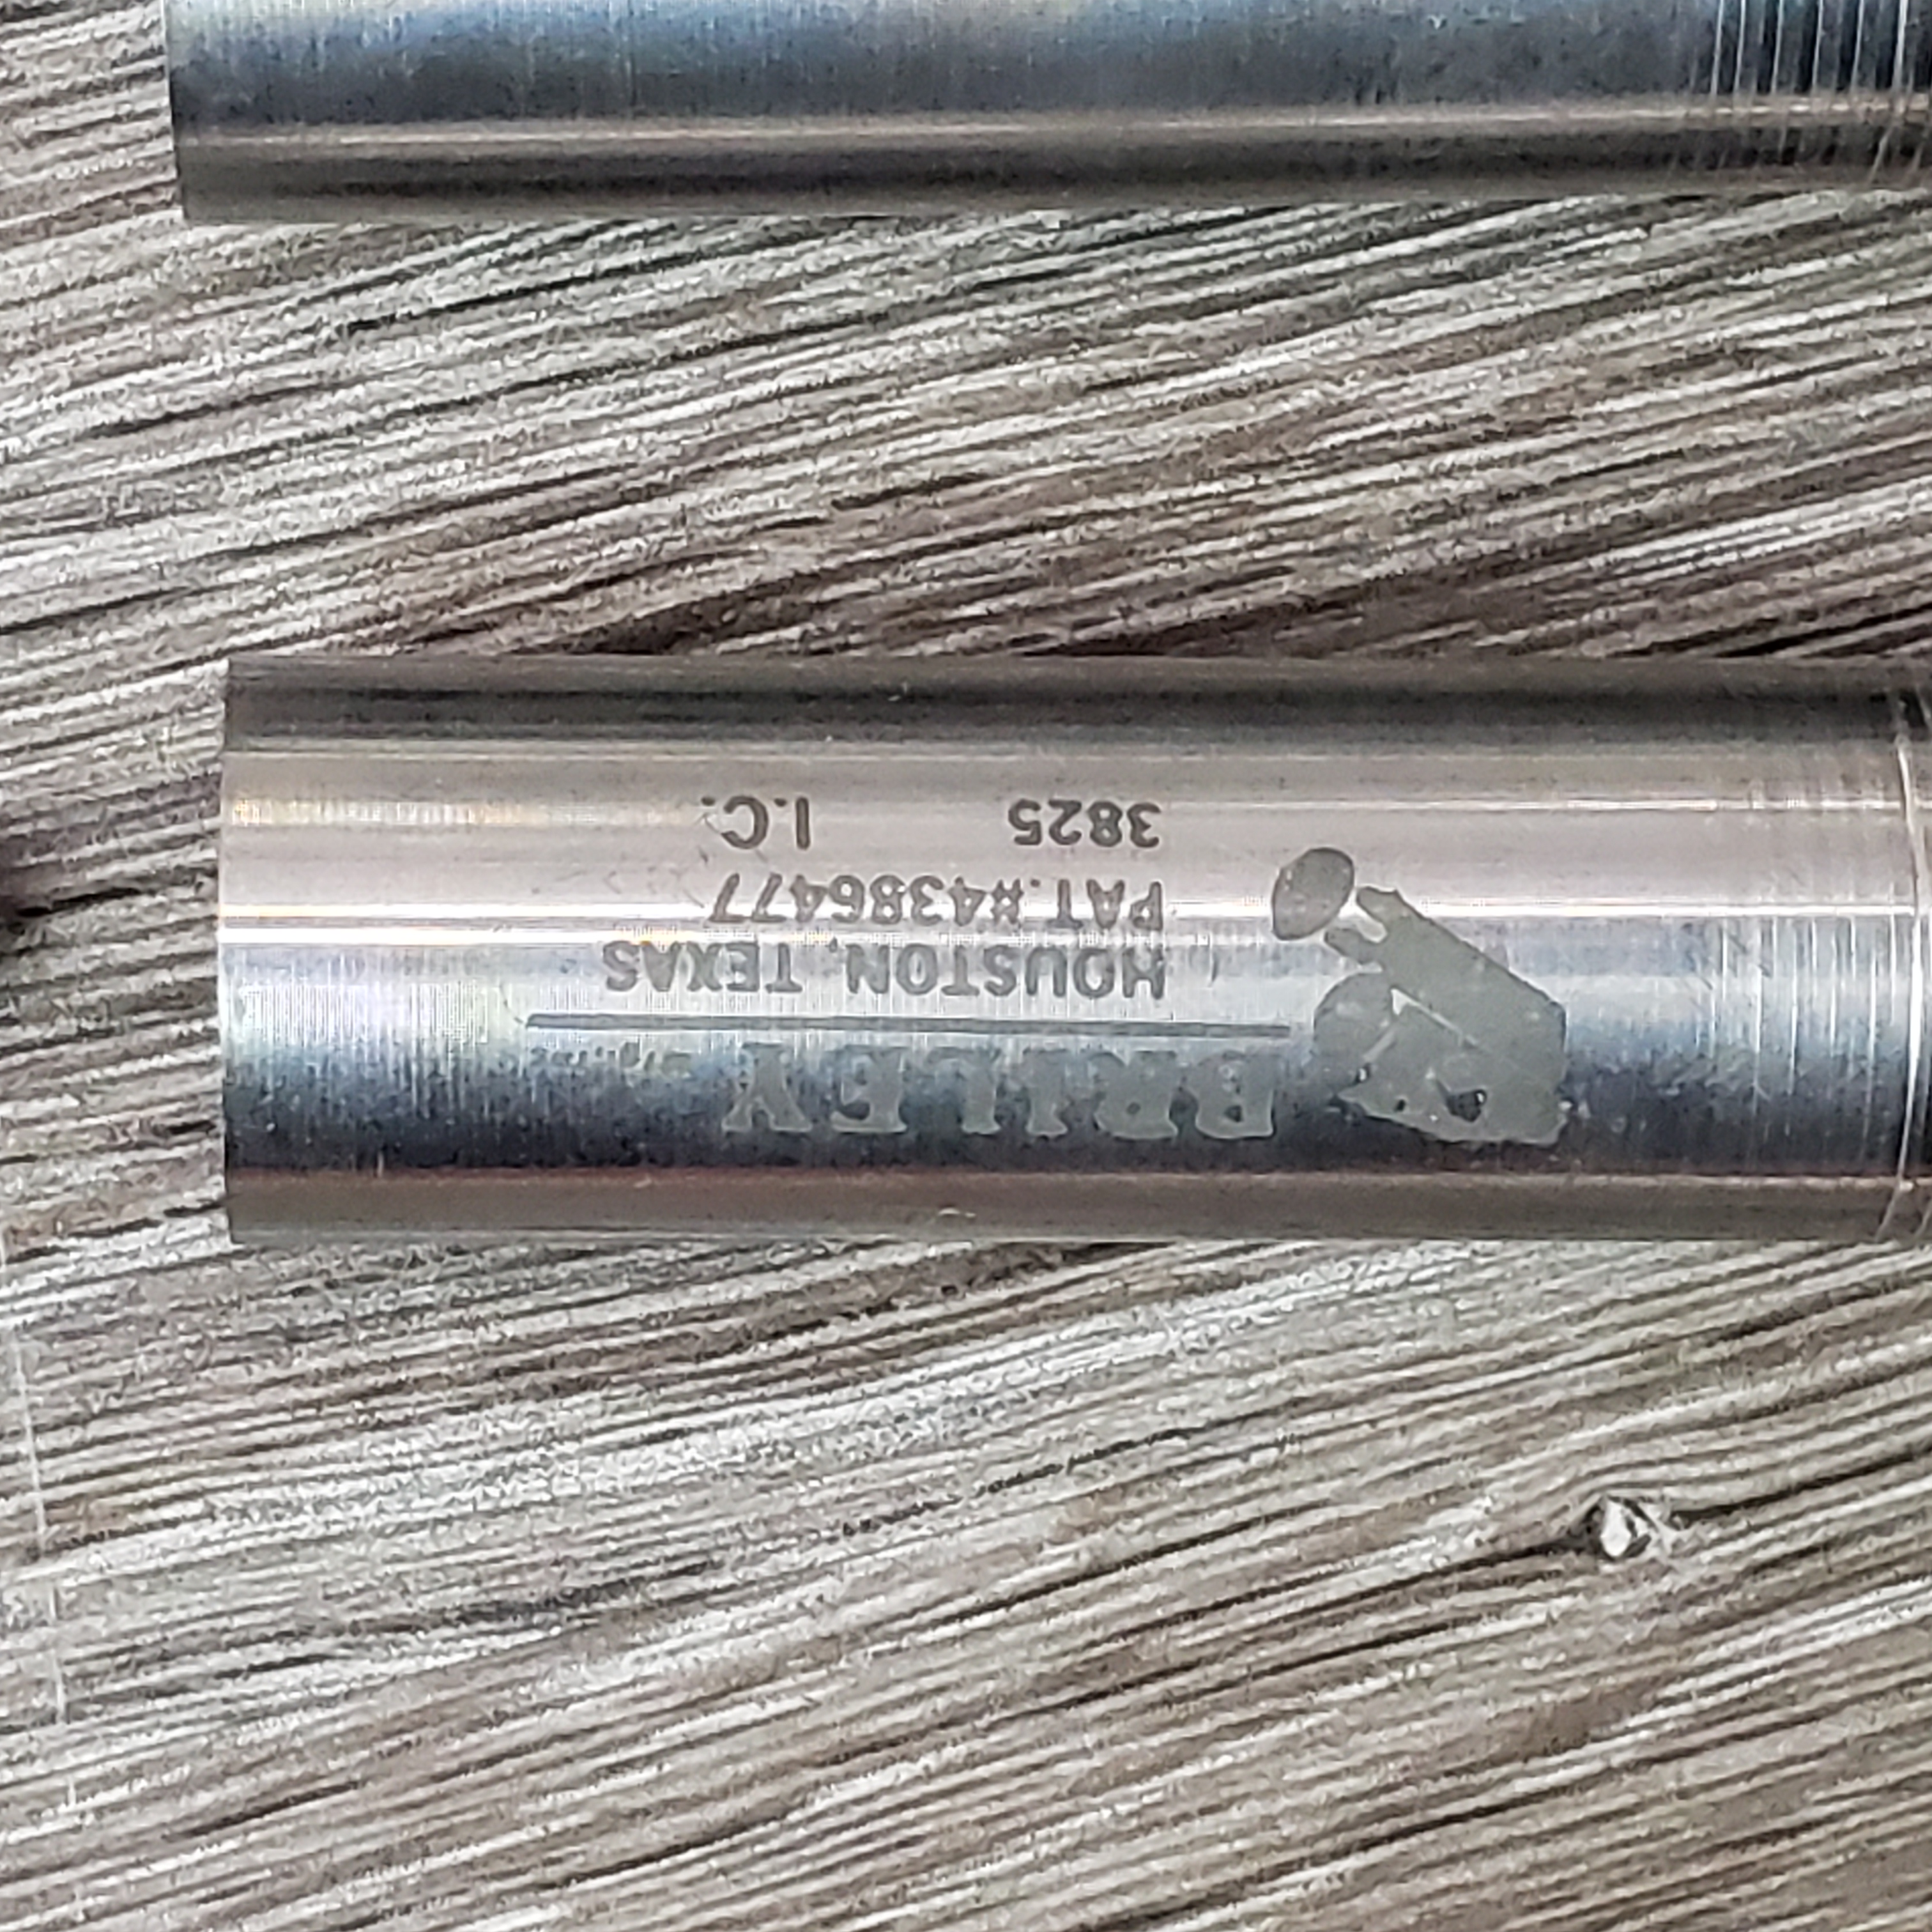 BRILEY
HOUSTON, TEXAS
PAT.#4386477
3825 I.C.